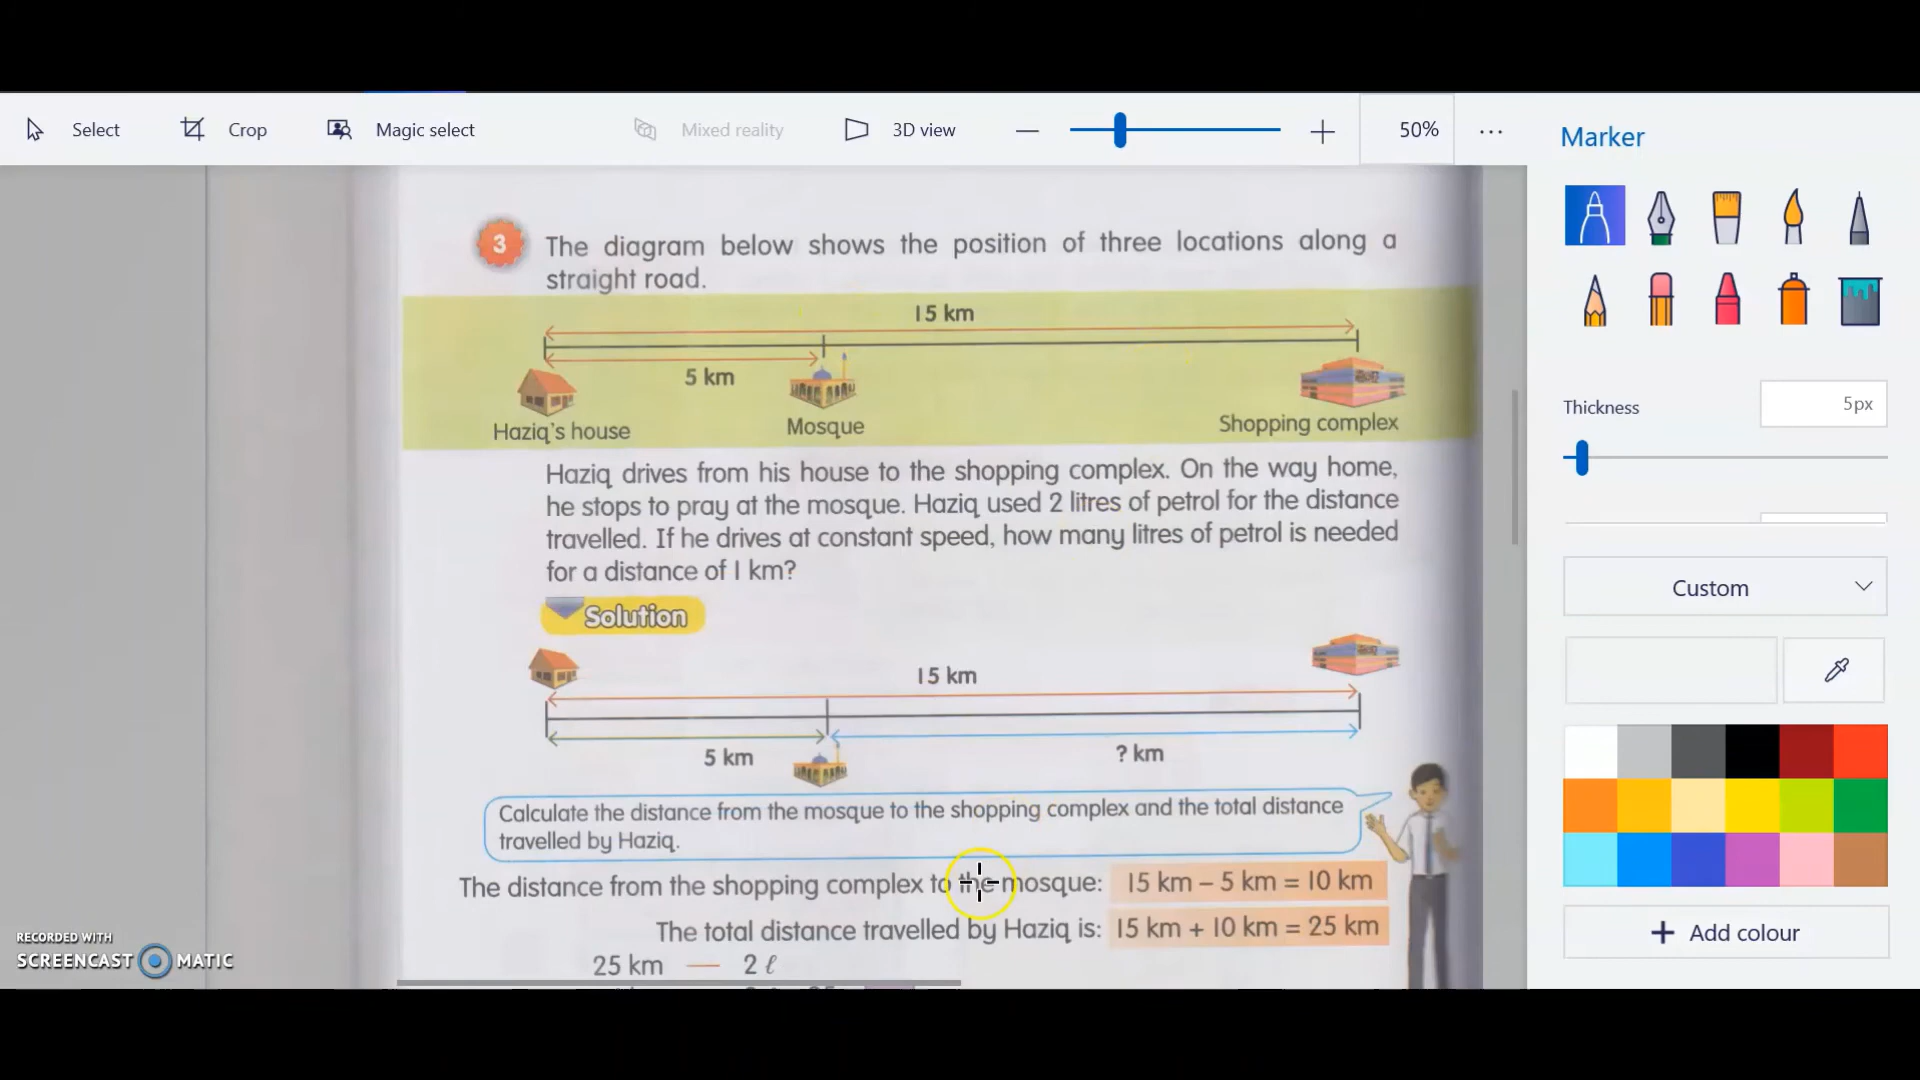 Select
Crop
Magic select
Mixed reality
3D view
50%
Marker
Thickness
5px
Custom
Add colour
3
The diagram below shows the position of three locations along a
straight road.
15 km
5 km
Haziq's house
Mosque
Shopping complex
Haziq drives from his house to the shopping complex. On the way home,
he stops to pray at the mosque. Haziq used 2 litres of petrol for the distance
travelled. If he drives at constant speed, how many litres of petrol is needed
for a distance of 1 km?
Solution
15 km
5 km
? km
Calculate the distance from the mosque to the shopping complex and the total distance
travelled by Haziq.
The distance from the shopping complex to the mosque: 15 km – 5 km = 10 km
The total distance travelled by Haziq is: 15 km + 10 km = 25 km
25 km — 2 ℓ
RECORDED WITH
SCREENCAST MATIC